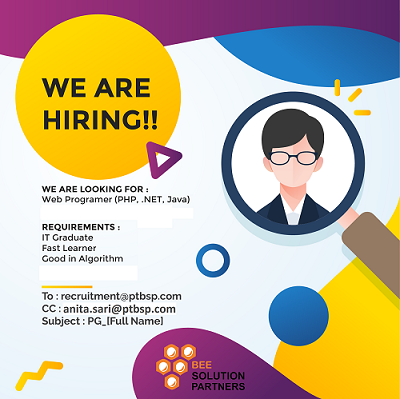 WE ARE
HIRING!!
WE ARE LOOKING FOR :
Web Programer (PHP, .NET, Java)
REQUIREMENTS :
IT Graduate
Fast Learner
Good in Algorithm
To : recruitment@ptbsp.com
CC : anita.sari@ptbsp.com
Subject : PG_[Full Name]
BEE
SOLUTION
PARTNERS